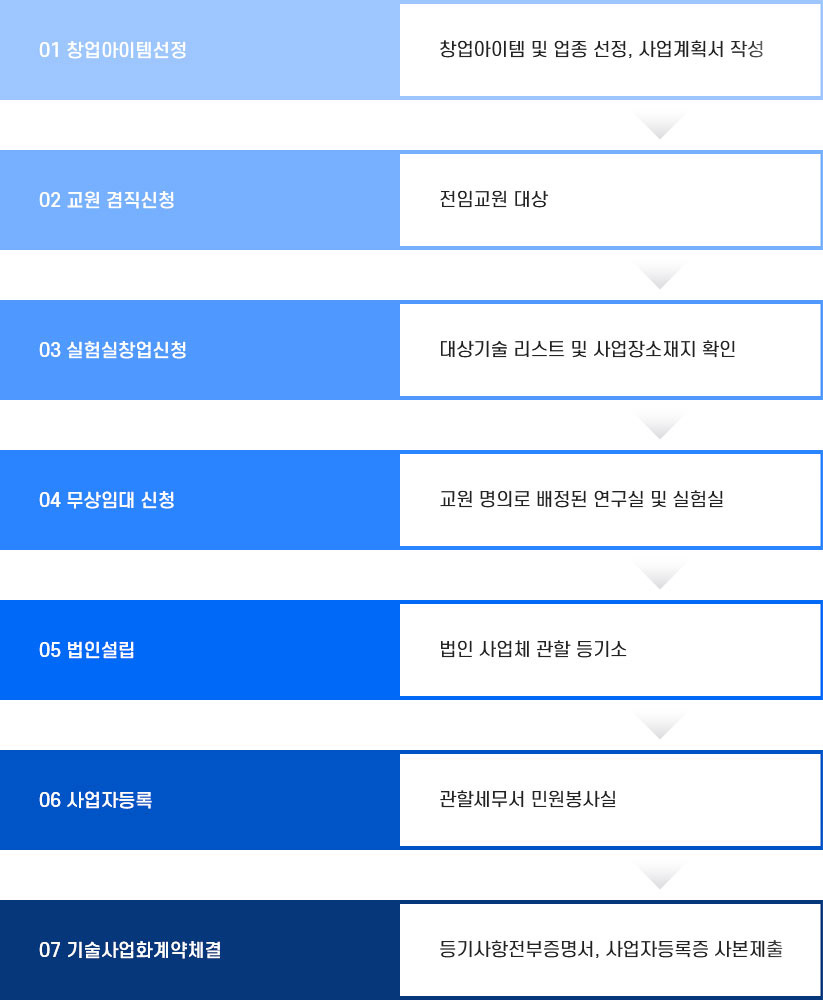 01 창업아이템선정
창업아이템 및 업종 선정, 사업계획서 작성
02 교원 겸직신청
전임교원 대상
03 실험실창업신청
대상기술 리스트 및 사업장소재지 확인
04 무상임대 신청
교원 명의로 배정된 연구실 및 실험실
05 법인설립
법인 사업체 관할 등기소
06 사업자등록
관할세무서 민원봉사실
07 기술사업화계약체결
등기사항전부증명서, 사업자등록증 사본제출